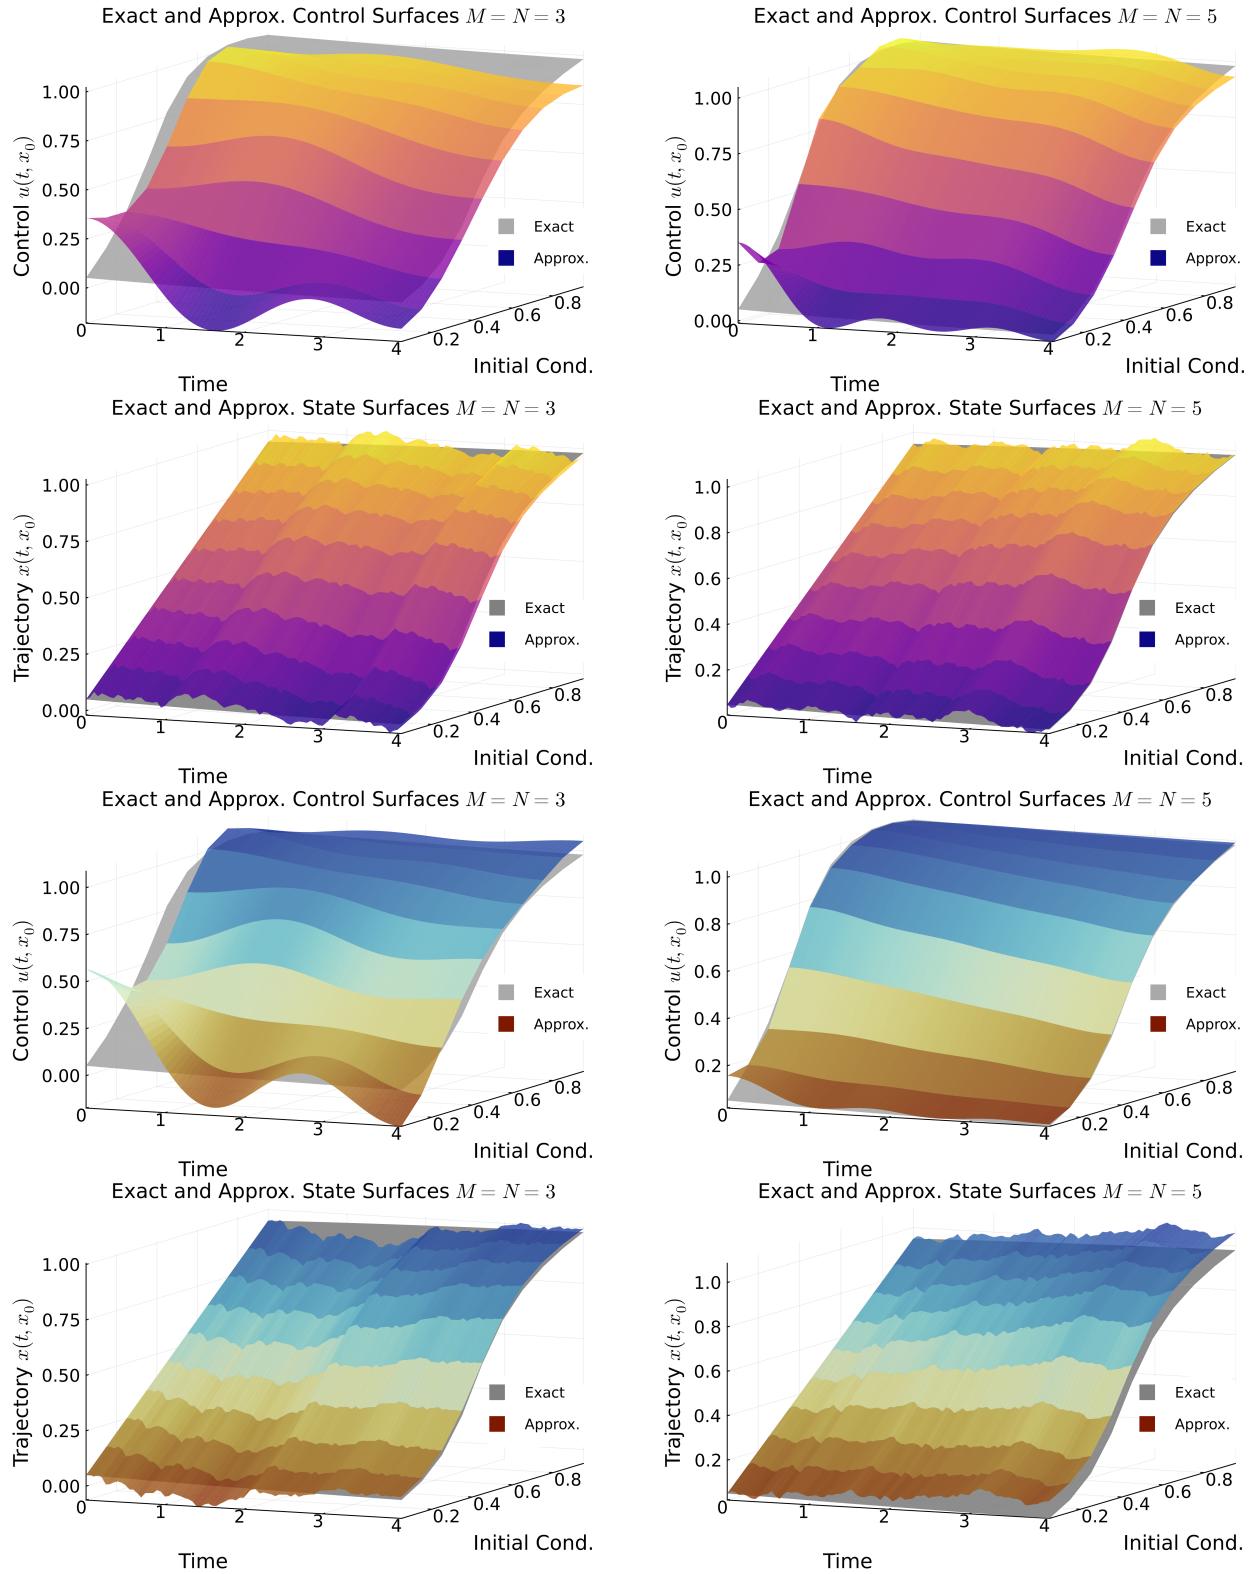 Exact and Approx. Control Surfaces M = N = 3
Control u(t, x0)
1.00
0.75
0.50
0.25
0.00
0
1
2
3
4
0.2
0.4
0.6
0.8
Time
Initial Cond.
Exact
Approx.
Exact and Approx. Control Surfaces M = N = 5
Control u(t, x0)
1.00
0.75
0.50
0.25
0.00
0
1
2
3
4
0.2
0.4
0.6
0.8
Time
Initial Cond.
Exact
Approx.
Exact and Approx. State Surfaces M = N = 3
Trajectory x(t, x0)
1.00
0.75
0.50
0.25
0.00
0
1
2
3
4
0.2
0.4
0.6
0.8
Time
Initial Cond.
Exact
Approx.
Exact and Approx. State Surfaces M = N = 5
Trajectory x(t, x0)
1.0
0.8
0.6
0.4
0.2
0
1
2
3
4
0.2
0.4
0.6
0.8
Time
Initial Cond.
Exact
Approx.
Exact and Approx. Control Surfaces M = N = 3
Control u(t, x0)
1.00
0.75
0.50
0.25
0.00
0
1
2
3
4
0.2
0.4
0.6
0.8
Time
Initial Cond.
Exact
Approx.
Exact and Approx. Control Surfaces M = N = 5
Control u(t, x0)
1.0
0.8
0.6
0.4
0.2
0
1
2
3
4
0.2
0.4
0.6
0.8
Time
Initial Cond.
Exact
Approx.
Exact and Approx. State Surfaces M = N = 3
Trajectory x(t, x0)
1.00
0.75
0.50
0.25
0.00
0
1
2
3
4
0.2
0.4
0.6
0.8
Time
Initial Cond.
Exact
Approx.
Exact and Approx. State Surfaces M = N = 5
Trajectory x(t, x0)
1.0
0.8
0.6
0.4
0.2
0
1
2
3
4
0.2
0.4
0.6
0.8
Time
Initial Cond.
Exact
Approx.